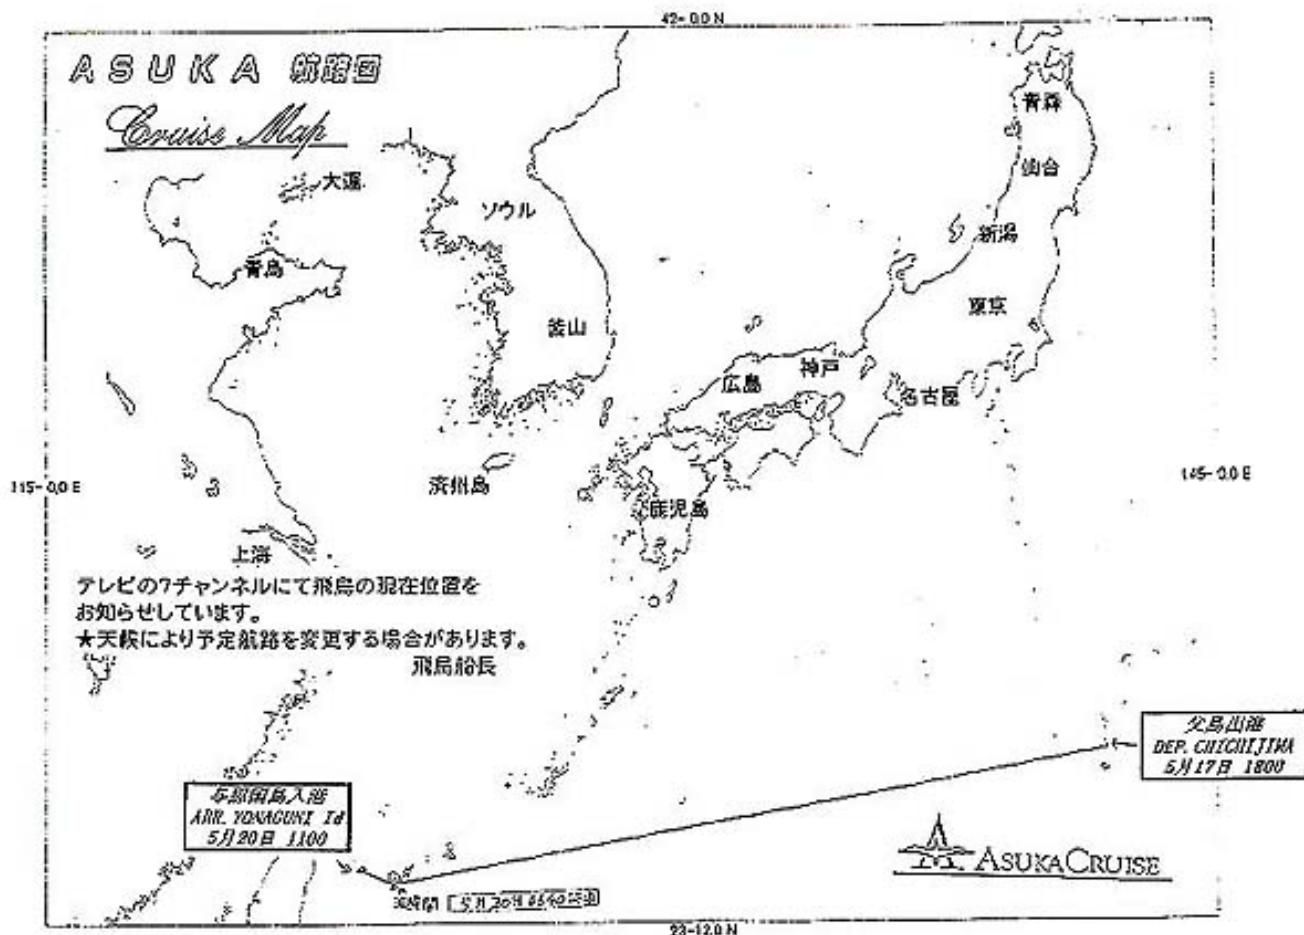 42-00N
ASUKA 航路図
Cruise Map
大連
青島
ソウル
釜山
済州島
上海
青森
仙台
新潟
東京
名古屋
神戸
広島
鹿児島
115-00E
145-00E
テレビの7チャンネルにて飛鳥の現在位置を
お知らせしています。
★天候により予定航路を変更する場合があります。
飛鳥船長
父島出港
DEP. CHICHIJIMA
5月17日 1800
与那国島入港
ARR. YONAGUNI Id
5月20日 1100
5月20日
ASUKA CRUISE
23-12.0N